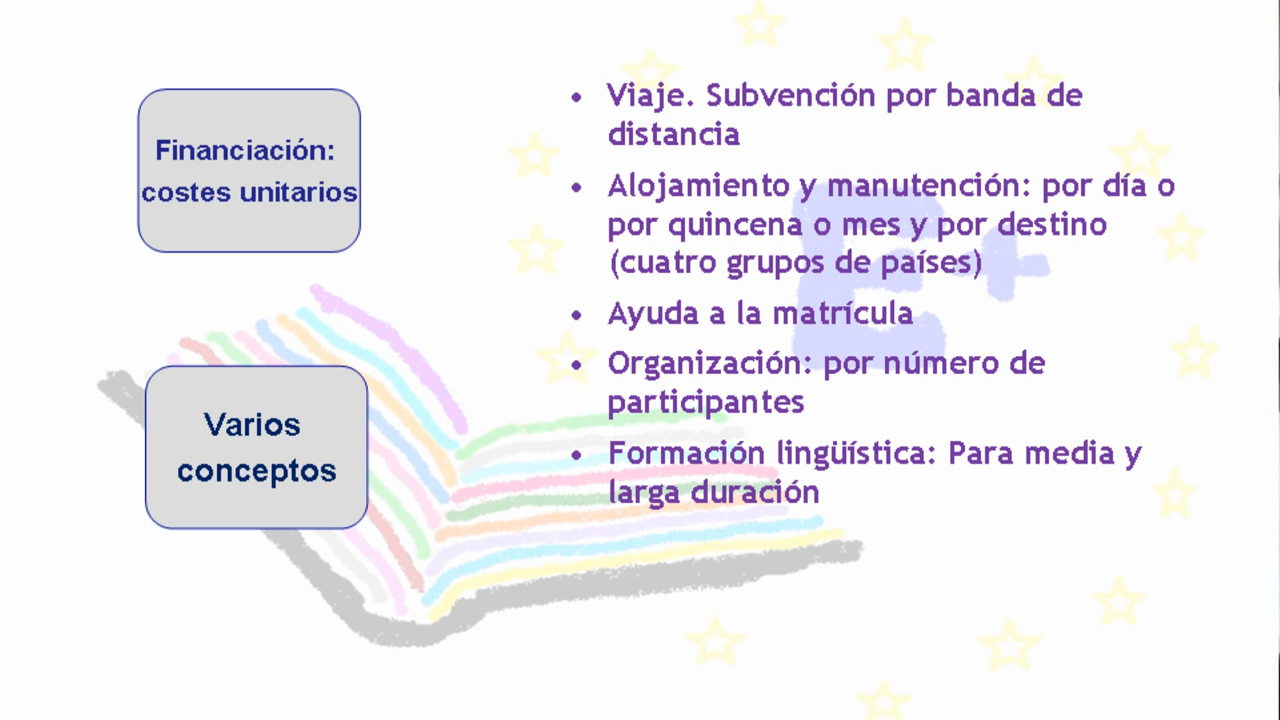 Financiación:
costes unitarios
Varios
conceptos
• Viaje. Subvención por banda de
distancia
• Alojamiento y manutención: por día o
por quincena o mes y por destino
(cuatro grupos de países)
• Ayuda a la matrícula
• Organización: por número de
participantes
• Formación lingüística: Para media y
larga duración
E+